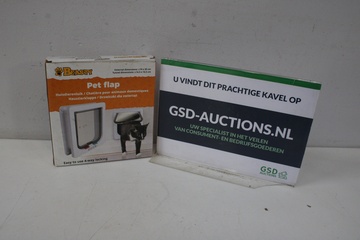 BEASTY
Pet flap
Easy to use 4-way locking
U VINDT DIT PRACHTIGE KAVEL OP
GSD-AUCTIONS.NL
UW SPECIALIST IN HET VEILEN
VAN CONSUMENT- EN BEDRIJFSGOEDEREN
GSD